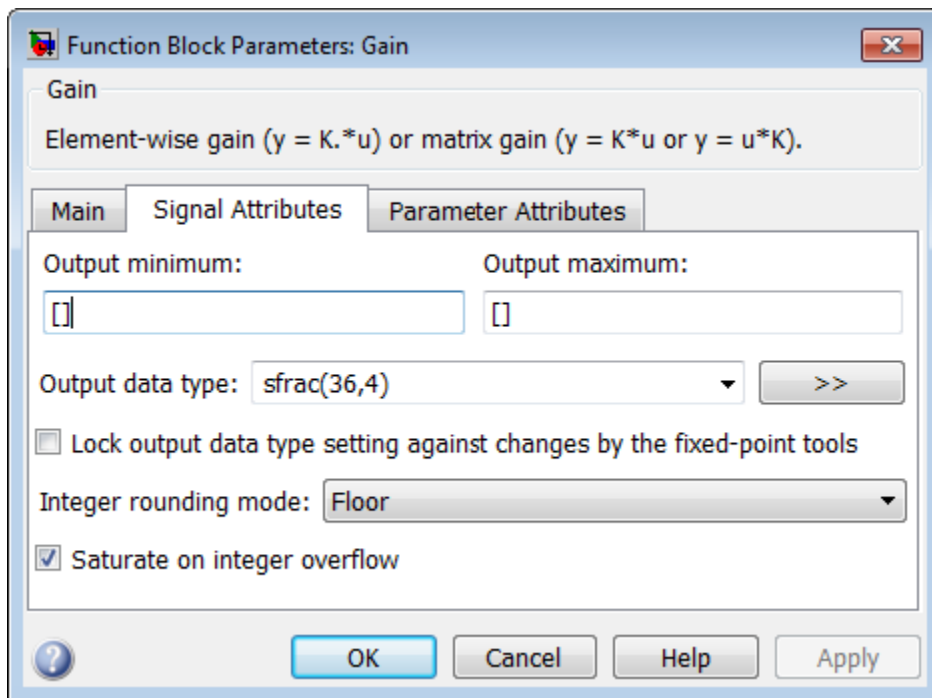 Function Block Parameters: Gain
Gain
Element-wise gain (y = K.*u) or matrix gain (y = K*u or y = u*K).
Main Signal Attributes Parameter Attributes
Output minimum: Output maximum:
[] []
Output data type: sfrac(36,4) >>
Lock output data type setting against changes by the fixed-point tools
Integer rounding mode: Floor
Saturate on integer overflow
? OK Cancel Help Apply